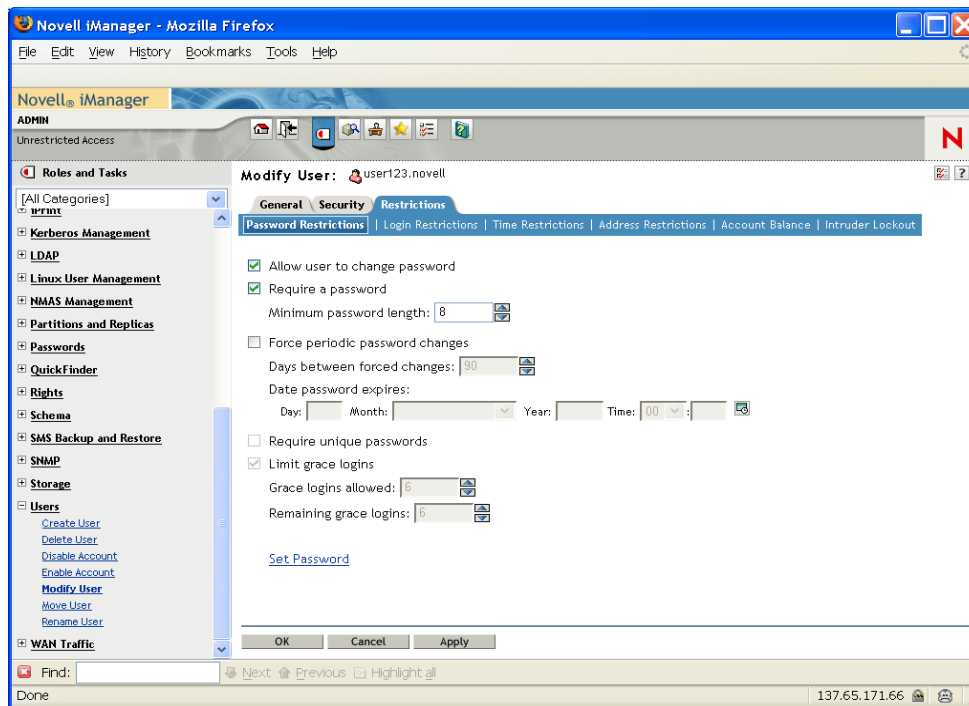 Novell iManager - Mozilla Firefox
File Edit View History Bookmarks Tools Help
Novell® iManager
ADMIN
Unrestricted Access
N
Roles and Tasks
[All Categories]
iPrint
Kerberos Management
LDAP
Linux User Management
NMAS Management
Partitions and Replicas
Passwords
QuickFinder
Rights
Schema
SMS Backup and Restore
SNMP
Storage
Users
Create User
Delete User
Disable Account
Enable Account
Modify User
Move User
Rename User
WAN Traffic
Modify User: user123.novell
?
General Security Restrictions
Password Restrictions | Login Restrictions | Time Restrictions | Address Restrictions | Account Balance | Intruder Lockout
Allow user to change password
Require a password
Minimum password length: 8
Force periodic password changes
Days between forced changes: 90
Date password expires:
Day: Month: Year: Time: 00 :
Require unique passwords
Limit grace logins
Grace logins allowed: 6
Remaining grace logins: 6
Set Password
OK Cancel Apply
Find: Next Previous Highlight all
Done 137.65.171.66